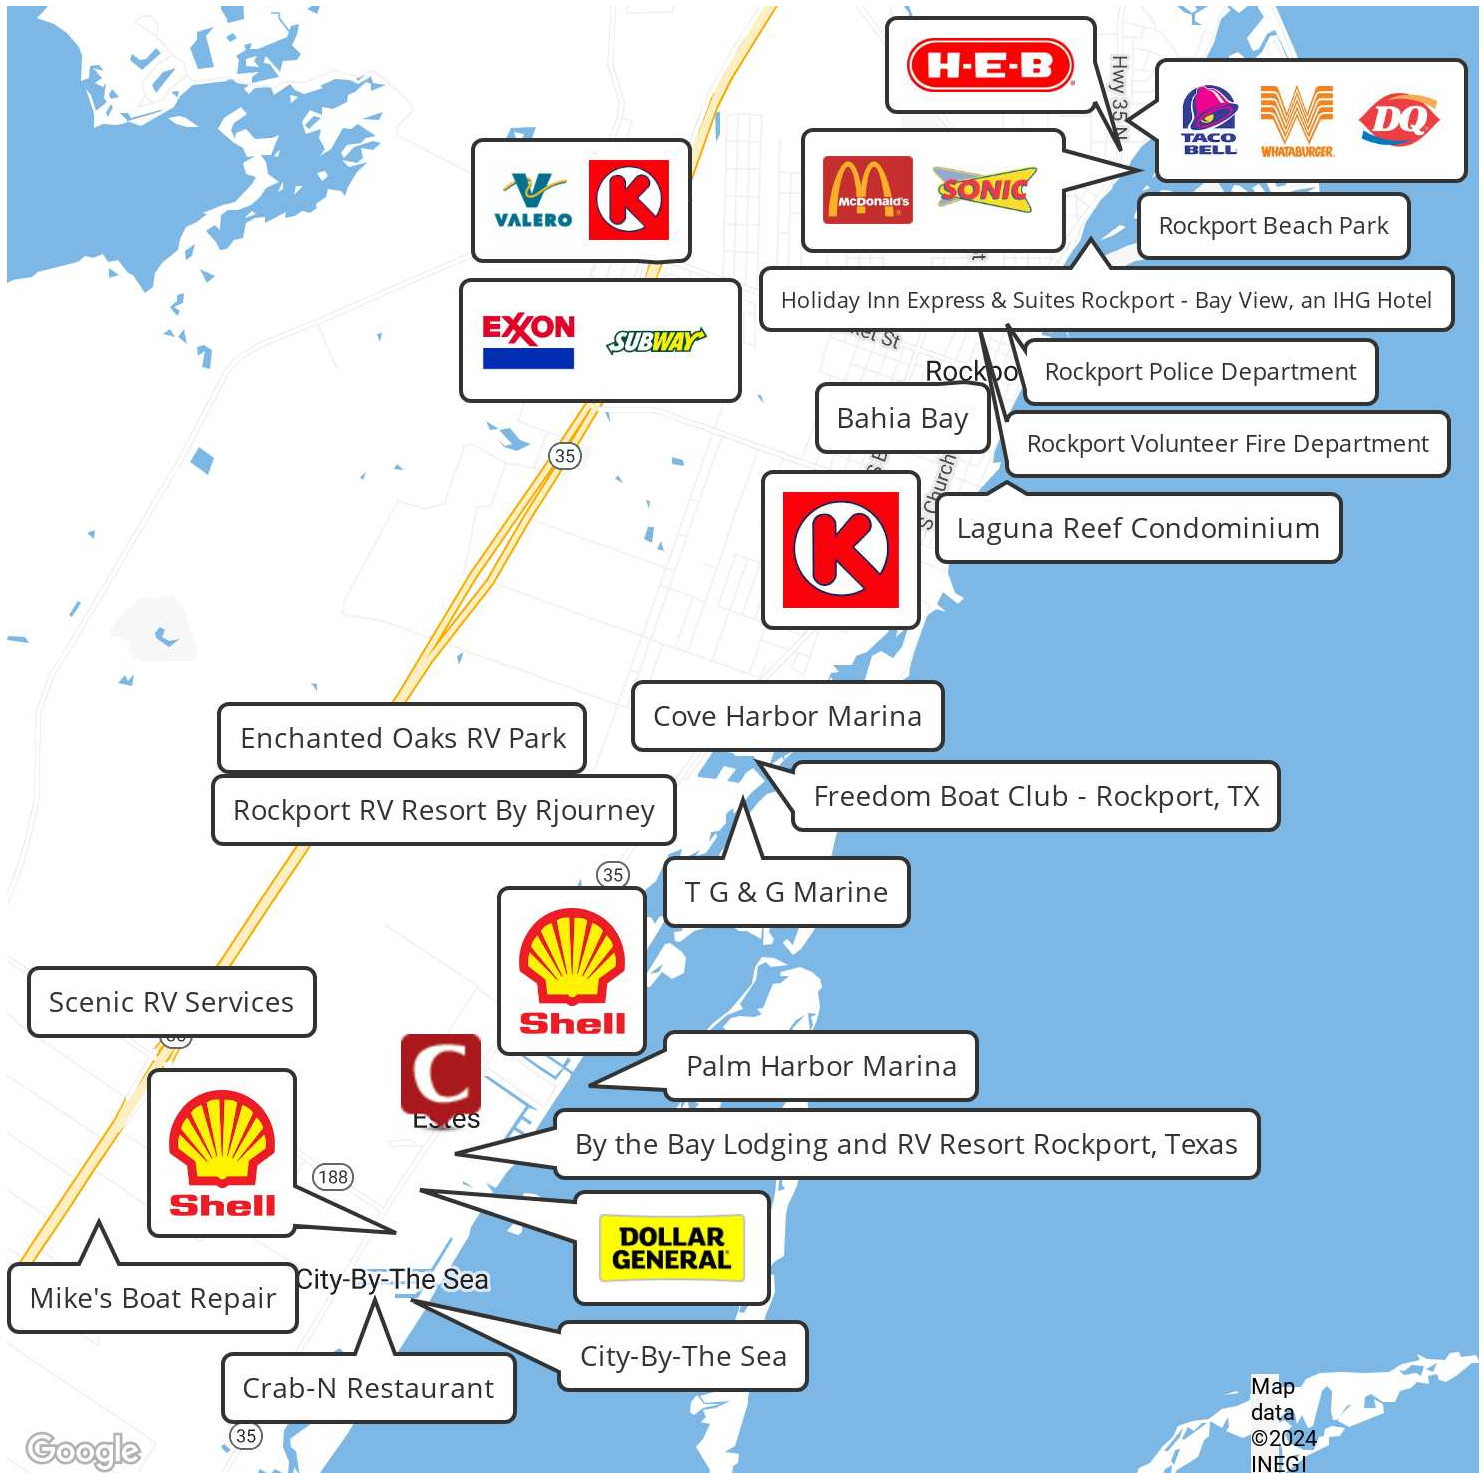 H-E-B
Hwy 35 N
TACO
BELL
WHATABURGER
DQ
VALERO
K
McDonald's
SONIC
Rockport Beach Park
Holiday Inn Express & Suites Rockport - Bay View, an IHG Hotel
EXXON
SUBWAY
ket St
Rockpo
Rockport Police Department
Bahia Bay
Rockport Volunteer Fire Department
35
S B
S Church
K
Laguna Reef Condominium
Enchanted Oaks RV Park
Cove Harbor Marina
Rockport RV Resort By Rjourney
Freedom Boat Club - Rockport, TX
35
T G & G Marine
Scenic RV Services
Shell
C
Palm Harbor Marina
Estes
By the Bay Lodging and RV Resort Rockport, Texas
188
Shell
DOLLAR
GENERAL
Mike's Boat Repair
City-By-The Sea
City-By-The Sea
Crab-N Restaurant
35
Google
Map
data
©2024
INEGI